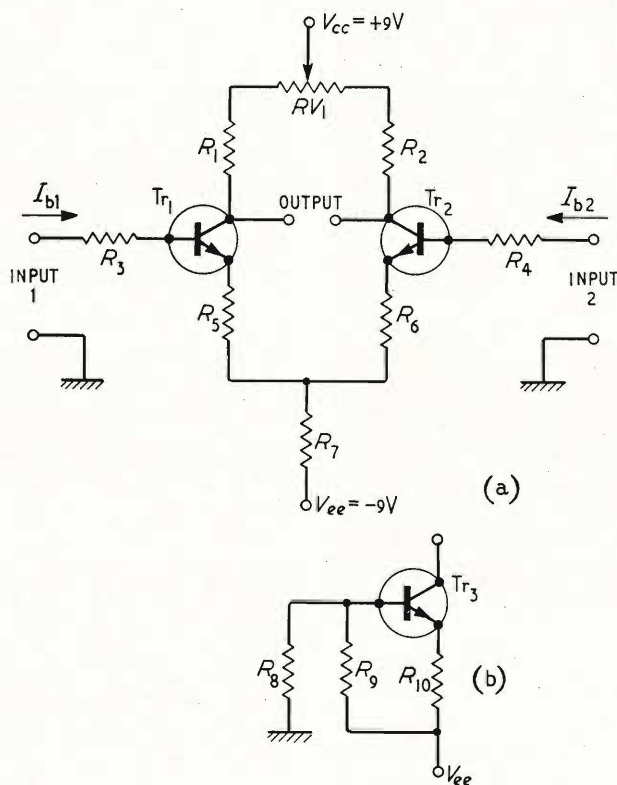 Vcc = +9V
RV1
R1
R2
Tr1
OUTPUT
Tr2
Ib1
Ib2
R3
R4
INPUT
1
INPUT
2
R5
R6
R7
(a)
Vee = -9V
Tr3
R8
R9
R10
(b)
Vee